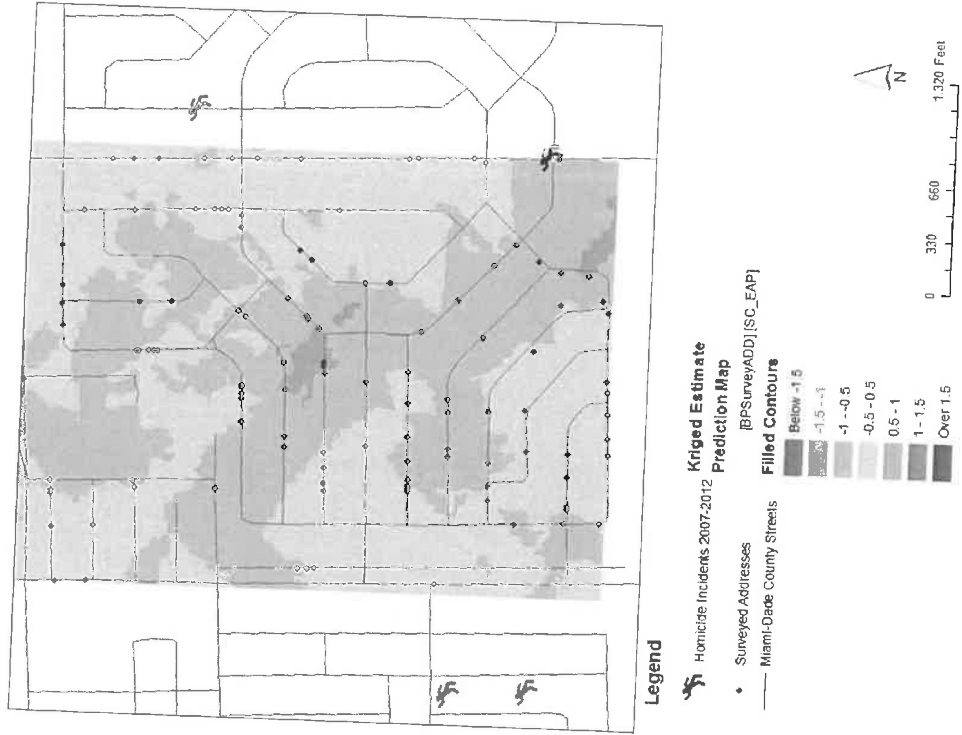 Legend
Homicide Incidents 2007-2012
Surveyed Addresses
Miami-Dade County Streets
Kriged Estimate
Prediction Map
[BPSurveyADD].[SC_EAP]
Filled Contours
Below -1.5
-1.5 - -1
-1 - -0.5
-0.5 - 0.5
0.5 - 1
1 - 1.5
Over 1.5
N
0 330 660 1,320 Feet